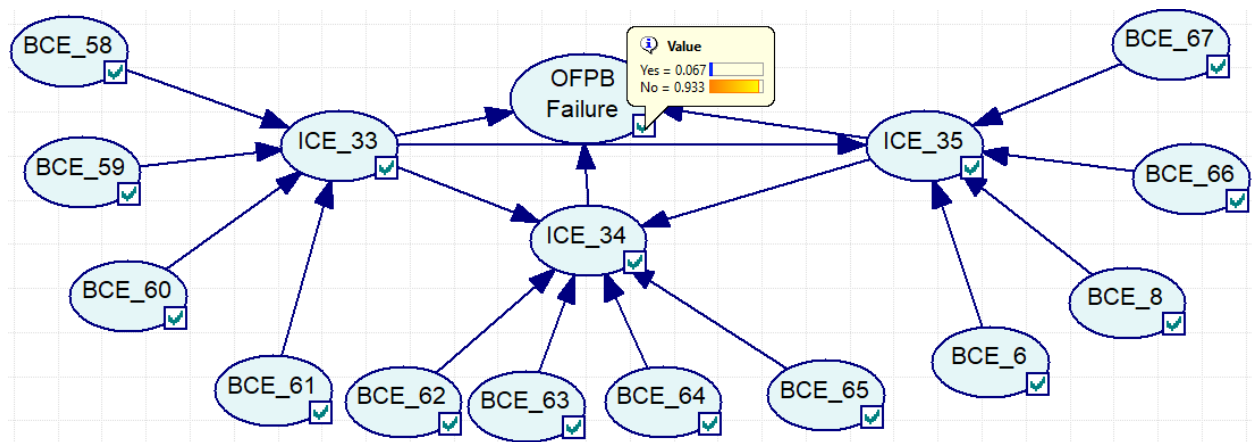 BCE_58
Value
Yes = 0.067
No = 0.933
BCE_67
OFPB
Failure
ICE_33
ICE_35
BCE_59
BCE_66
ICE_34
BCE_60
BCE_8
BCE_61
BCE_62
BCE_63
BCE_64
BCE_65
BCE_6